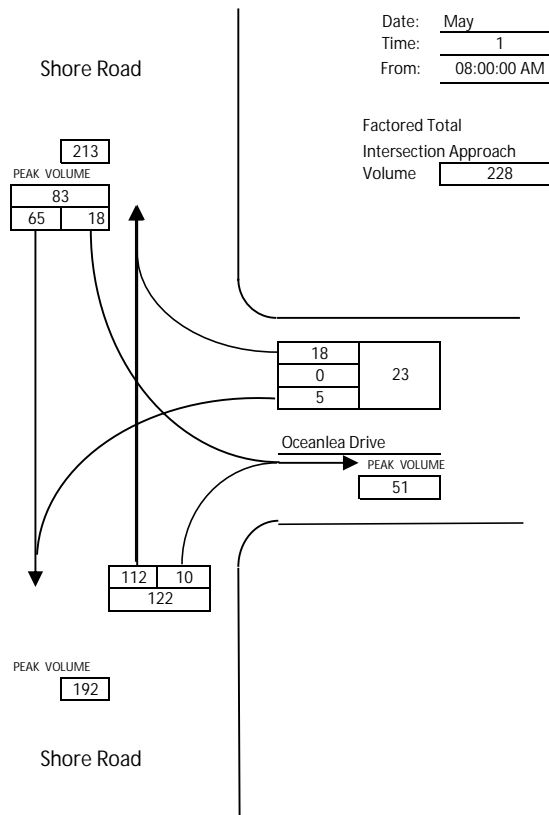 Date: May
Time: 1
From: 08:00:00 AM
Shore Road
Factored Total
Intersection Approach
Volume 228
213
PEAK VOLUME
83
65 18
18
0
5
23
Oceanlea Drive
PEAK VOLUME
51
112 10
122
PEAK VOLUME
192
Shore Road